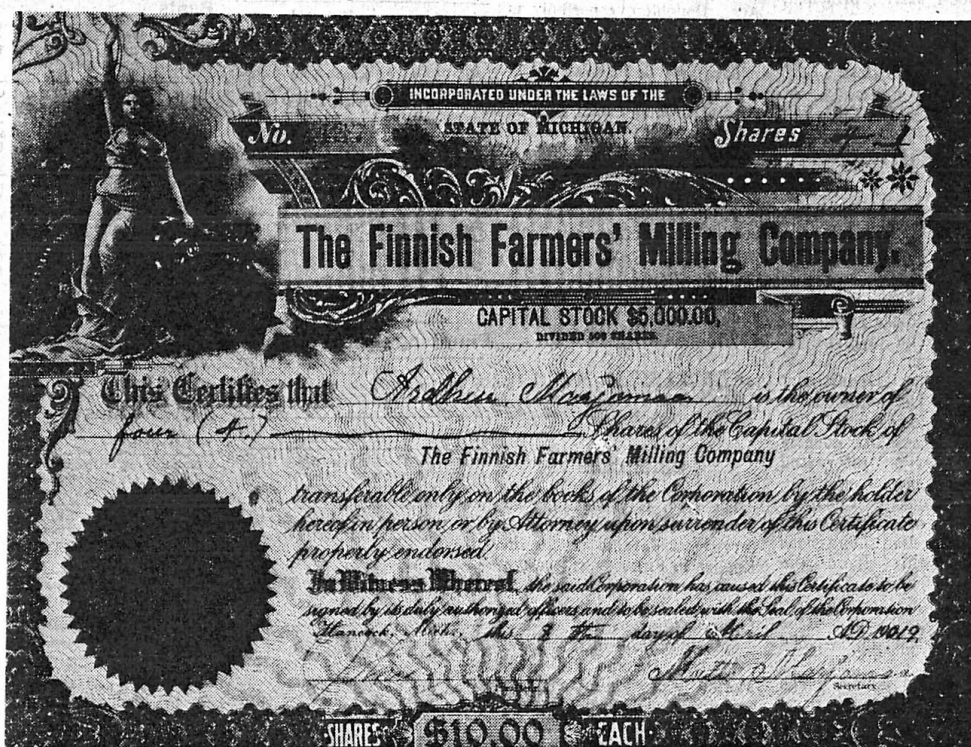 INCORPORATED UNDER THE LAWS OF THE
STATE OF MICHIGAN.
No. Shares 4
The Finnish Farmers' Milling Company.
CAPITAL STOCK $5,000.00,
DIVIDED 500 SHARES.
This Certifies that is the owner of
four (4.) Shares of the Capital Stock of
The Finnish Farmers' Milling Company
transferable only on the books of the Corporation by the holder
hereof in person or by Attorney upon surrender of this Certificate
properly endorsed.
In Witness Whereof, the said Corporation has caused this Certificate to be
signed by its duly authorized officers and to be sealed with the Seal of the Corporation
Hancock, Mich., this day of A.D.
Secretary
SHARES $10.00 EACH